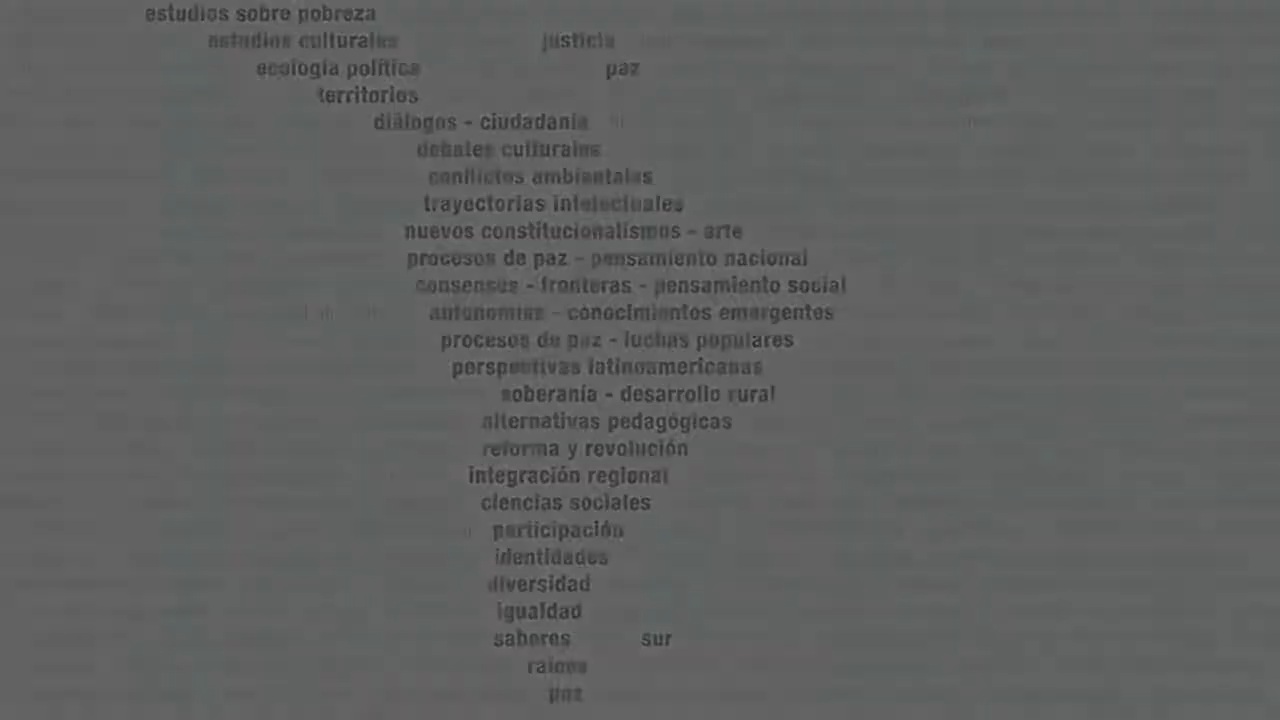 estudios sobre pobreza
estudios culturales justicia
ecología política paz
territorios
diálogos - ciudadanía
debates culturales
conflictos ambientales
trayectorias intelectuales
nuevos constitucionalismos - arte
procesos de paz - pensamiento nacional
consensos - fronteras - pensamiento social
autonomías - conocimientos emergentes
procesos de paz - luchas populares
perspectivas latinoamericanas
soberanía - desarrollo rural
alternativas pedagógicas
reforma y revolución
integración regional
ciencias sociales
participación
identidades
diversidad
igualdad
saberes sur
raíces
paz